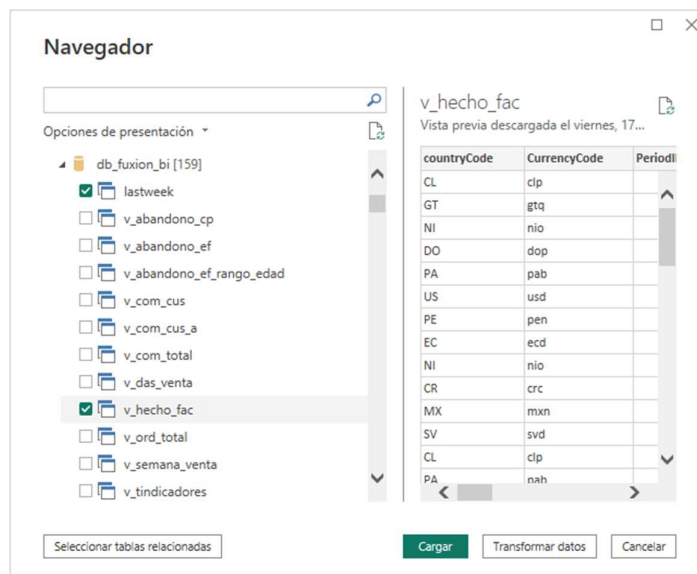 Navegador
Opciones de presentación
db_fuxion_bi [159]
lastweek
v_abandono_cp
v_abandono_ef
v_abandono_ef_rango_edad
v_com_cus
v_com_cus_a
v_com_total
v_das_venta
v_hecho_fac
v_ord_total
v_semana_venta
v_tindicadores
v_hecho_fac
Vista previa descargada el viernes, 17...
countryCode CurrencyCode PeriodI
CL clp
GT gtq
NI nio
DO dop
PA pab
US usd
PE pen
EC ecd
NI nio
CR crc
MX mxn
SV svd
CL clp
PA pab
Seleccionar tablas relacionadas
Cargar Transformar datos Cancelar